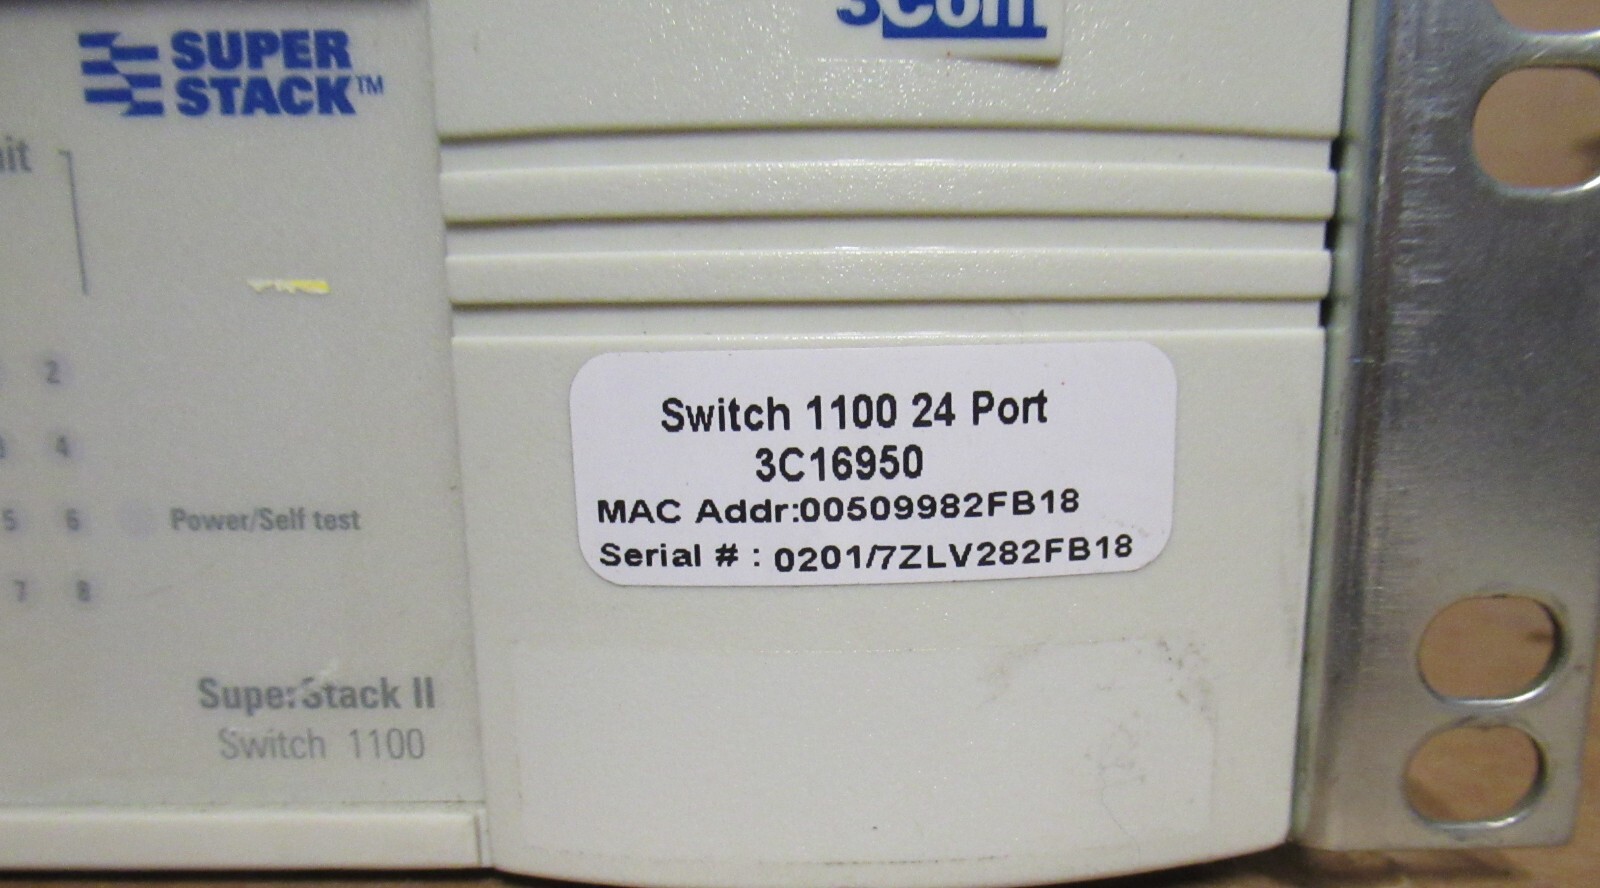 3Com
SUPER
STACK™
2
4
5 6 Power/Self test
7 8
SuperStack II
Switch 1100
Switch 1100 24 Port
3C16950
MAC Addr:00509982FB18
Serial # : 0201/7ZLV282FB18